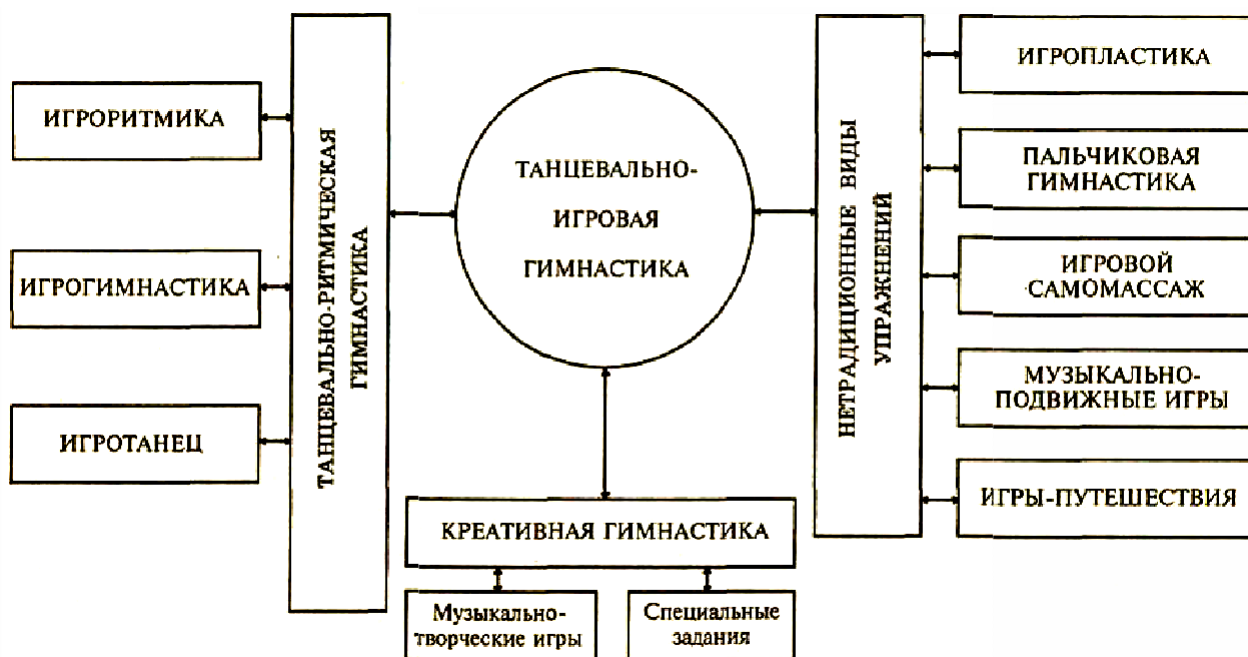 ИГРОРИТМИКА
ИГРОГИМНАСТИКА
ИГРОТАНЕЦ
ТАНЦЕВАЛЬНО-РИТМИЧЕСКАЯ
ГИМНАСТИКА
ТАНЦЕВАЛЬНО-
ИГРОВАЯ
ГИМНАСТИКА
КРЕАТИВНАЯ ГИМНАСТИКА
Музыкально-
творческие игры
Специальные
задания
НЕТРАДИЦИОННЫЕ ВИДЫ
УПРАЖНЕНИЙ
ИГРОПЛАСТИКА
ПАЛЬЧИКОВАЯ
ГИМНАСТИКА
ИГРОВОЙ
САМОМАССАЖ
МУЗЫКАЛЬНО-
ПОДВИЖНЫЕ ИГРЫ
ИГРЫ-ПУТЕШЕСТВИЯ